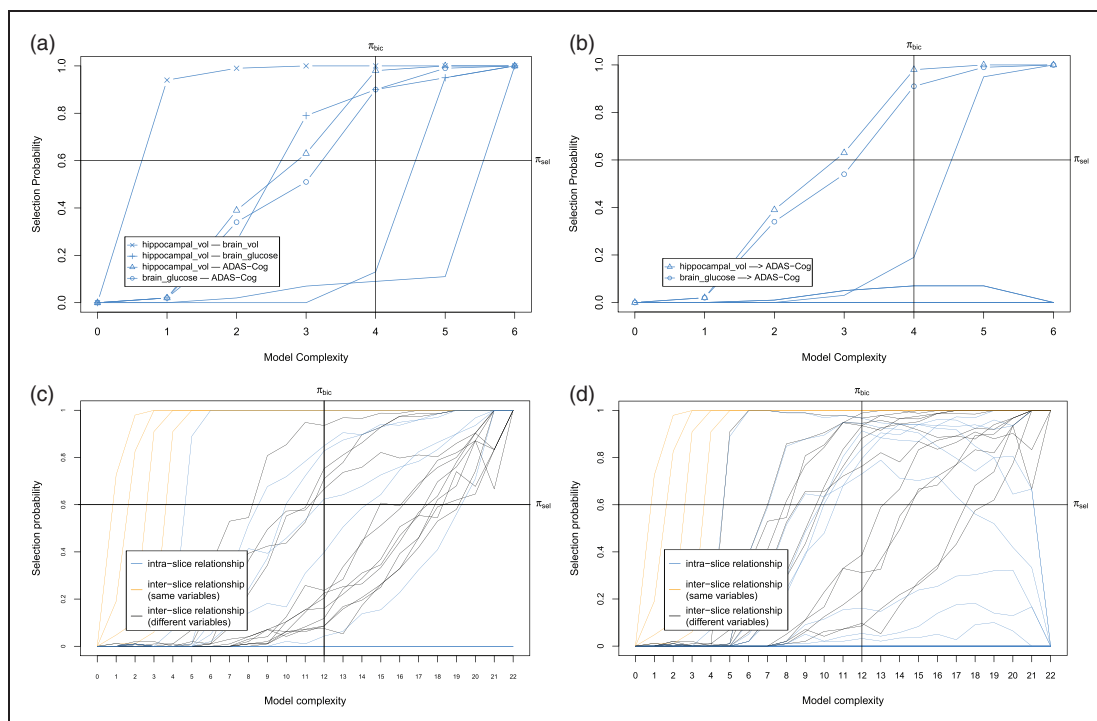 (a)
πbic
1.0
0.8
0.6
0.4
0.2
0.0
Selection Probability
πsel
hippocampal_vol — brain_vol
hippocampal_vol — brain_glucose
hippocampal_vol — ADAS-Cog
brain_glucose — ADAS-Cog
0 1 2 3 4 5 6
Model Complexity
(b)
πbic
1.0
0.8
0.6
0.4
0.2
0.0
Selection Probability
πsel
hippocampal_vol —> ADAS-Cog
brain_glucose —> ADAS-Cog
0 1 2 3 4 5 6
Model Complexity
(c)
πbic
1
0.8
0.6
0.4
0.2
0
Selection probability
πsel
intra-slice relationship
inter-slice relationship
(same variables)
inter-slice relationship
(different variables)
0 1 2 3 4 5 6 7 8 9 10 11 12 13 14 15 16 17 18 19 20 21 22
Model complexity
(d)
πbic
1
0.8
0.6
0.4
0.2
0
Selection probability
πsel
intra-slice relationship
inter-slice relationship
(same variables)
inter-slice relationship
(different variables)
0 1 2 3 4 5 6 7 8 9 10 11 12 13 14 15 16 17 18 19 20 21 22
Model complexity